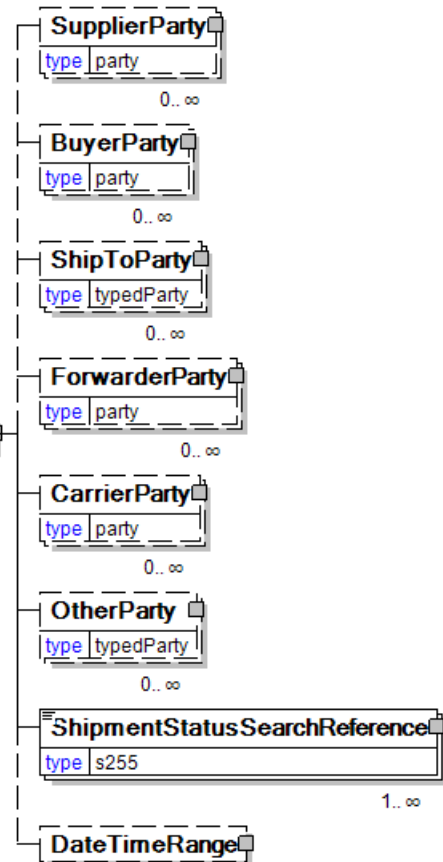 SupplierParty
type party
0.. ∞
BuyerParty
type party
0.. ∞
ShipToParty
type typedParty
0.. ∞
ForwarderParty
type party
0.. ∞
CarrierParty
type party
0.. ∞
OtherParty
type typedParty
0.. ∞
ShipmentStatusSearchReference
type s255
1.. ∞
DateTimeRange